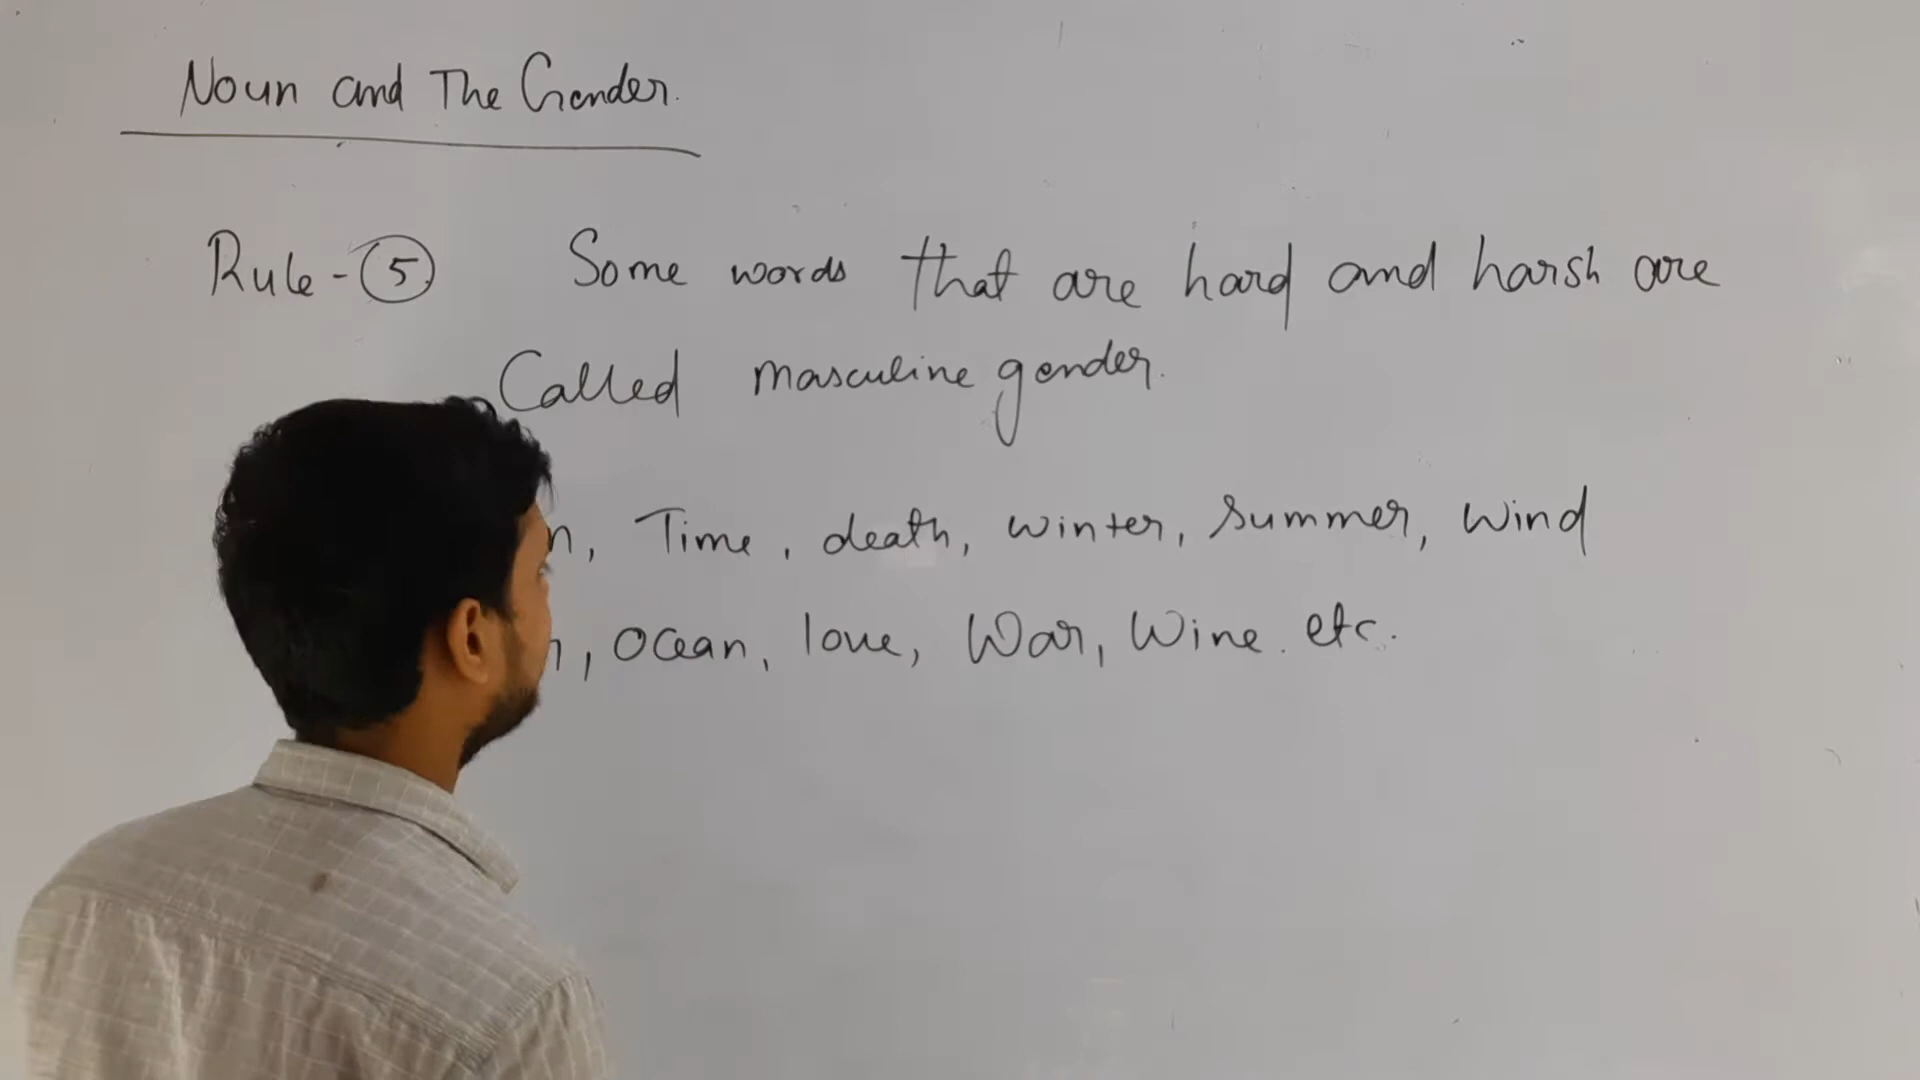 Noun and The Gender.
Rule-5 Some words that are hard and harsh are
Called masculine gender.
Time, death, winter, summer, wind
, Ocean, love, War, Wine. etc.